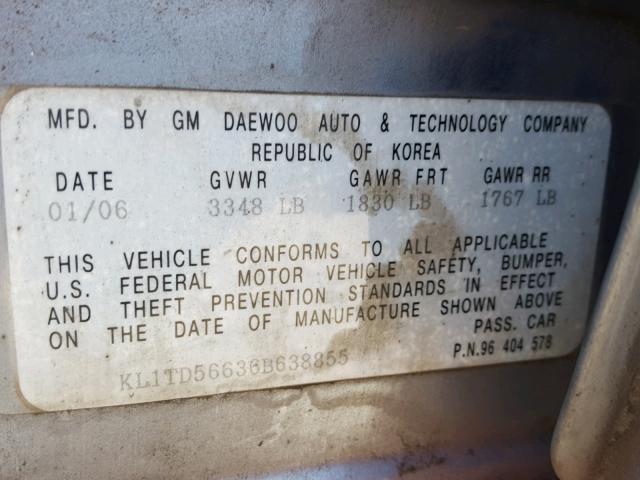 MFD. BY GM DAEWOO AUTO & TECHNOLOGY COMPANY
REPUBLIC OF KOREA
DATE GVWR GAWR FRT GAWR RR
01/06 3348 LB 1830 LB 1767 LB
THIS VEHICLE CONFORMS TO ALL APPLICABLE
U.S. FEDERAL MOTOR VEHICLE SAFETY, BUMPER,
AND THEFT PREVENTION STANDARDS IN EFFECT
ON THE DATE OF MANUFACTURE SHOWN ABOVE
PASS. CAR
KL1TD56636B638855
P.N.96 404 578